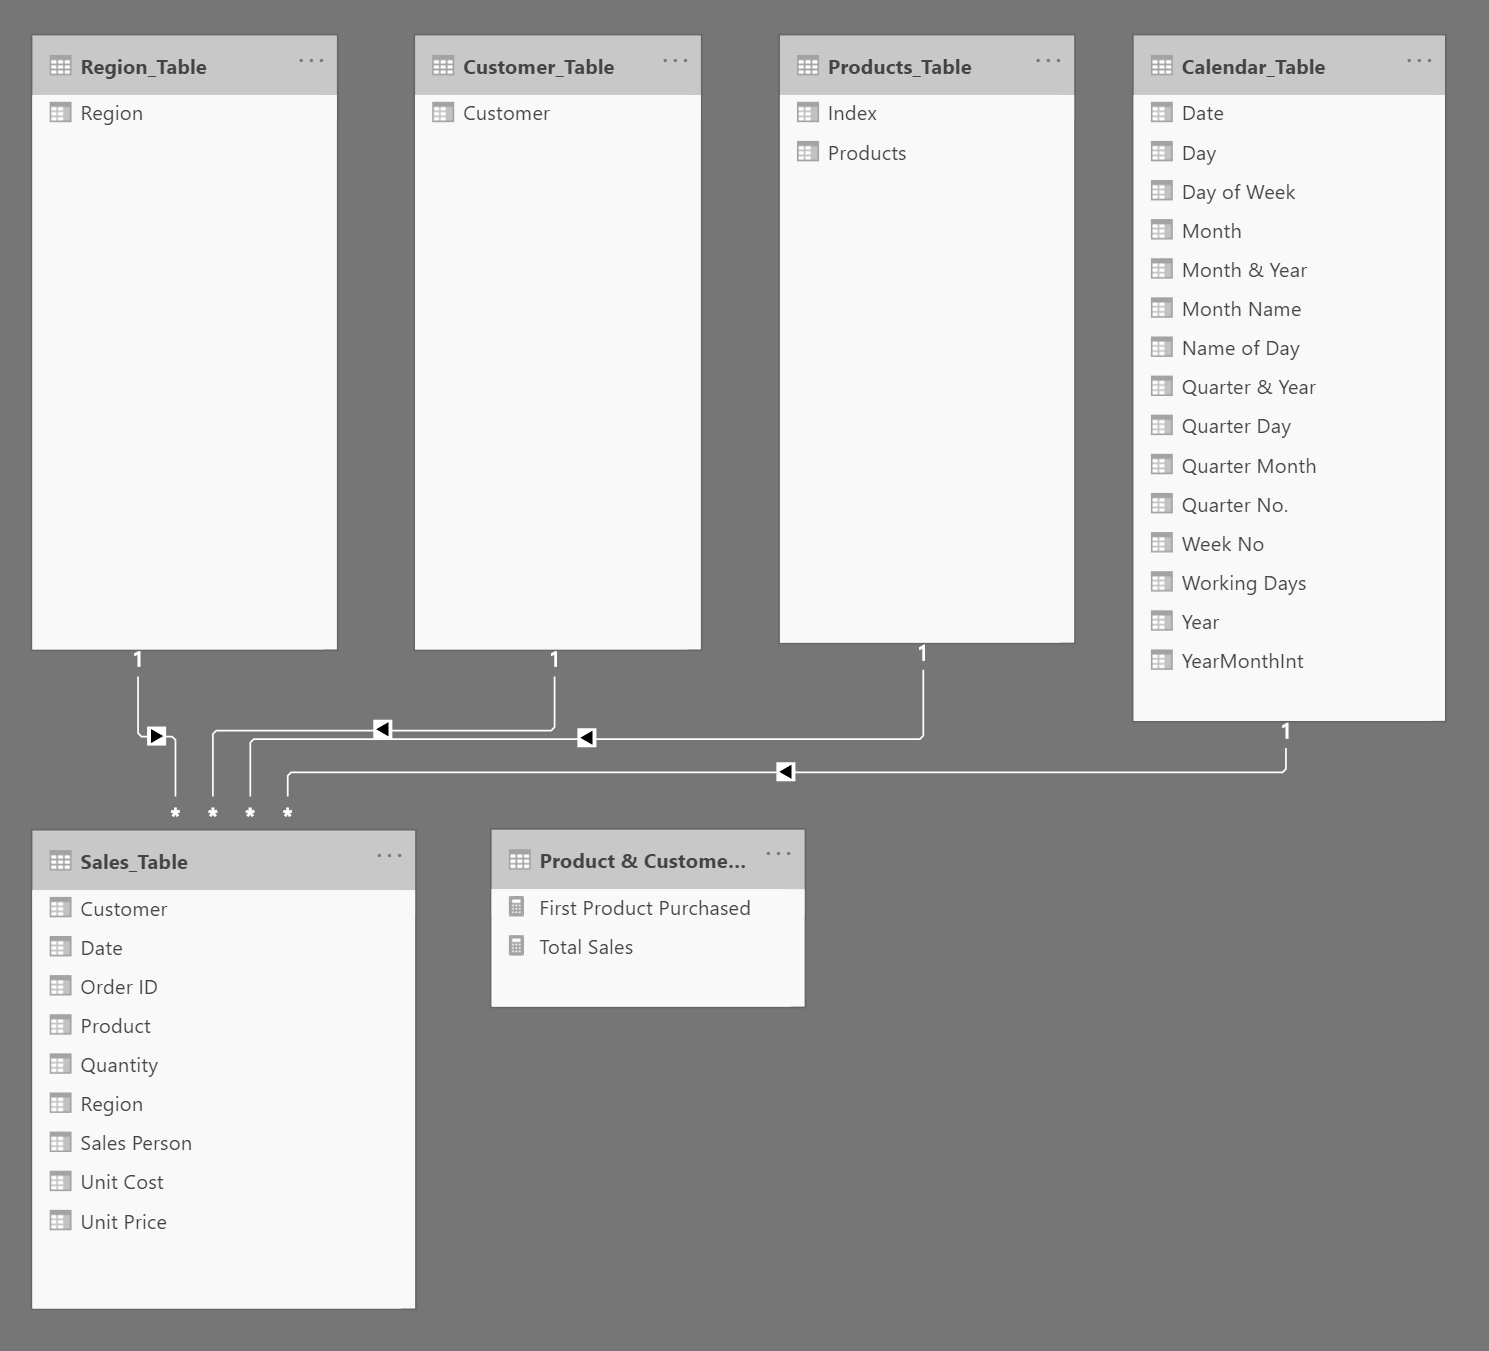 Region_Table ...
Region
Customer_Table ...
Customer
Products_Table ...
Index
Products
Calendar_Table ...
Date
Day
Day of Week
Month
Month & Year
Month Name
Name of Day
Quarter & Year
Quarter Day
Quarter Month
Quarter No.
Week No
Working Days
Year
YearMonthInt
1
1
1
1
* * * *
Sales_Table ...
Customer
Date
Order ID
Product
Quantity
Region
Sales Person
Unit Cost
Unit Price
Product & Custome... ...
First Product Purchased
Total Sales